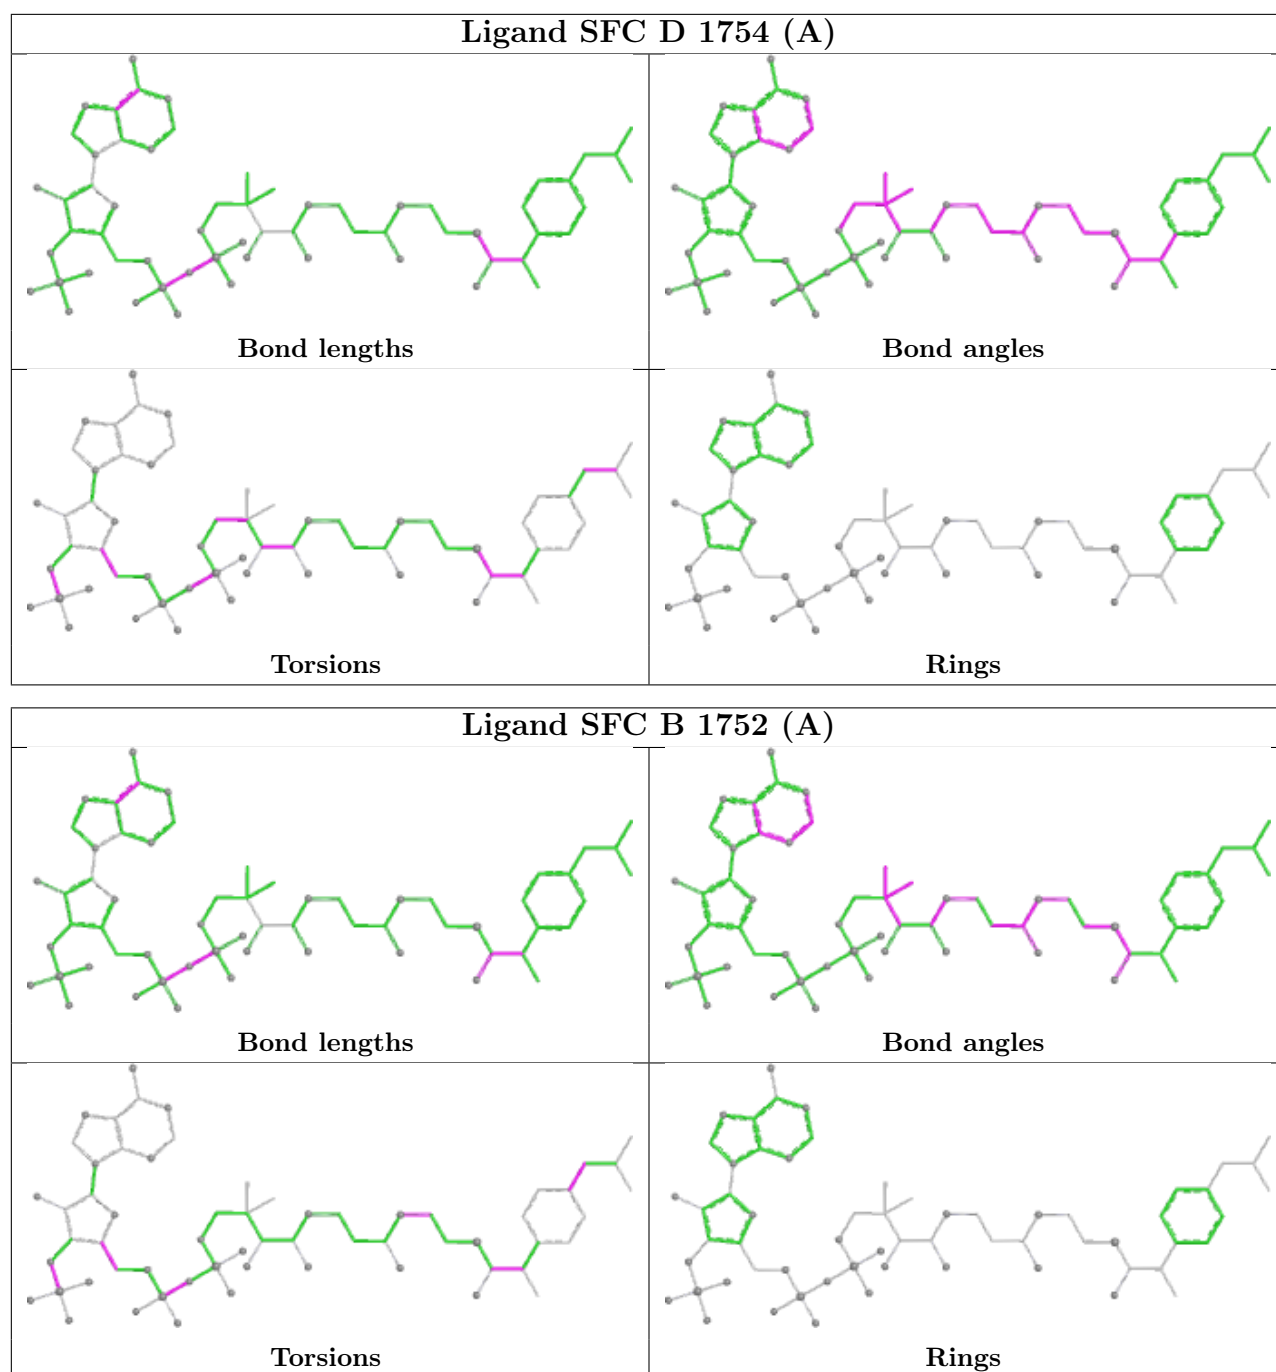 Ligand SFC D 1754 (A)
Bond lengths
Bond angles
Torsions
Rings
Ligand SFC B 1752 (A)
Bond lengths
Bond angles
Torsions
Rings